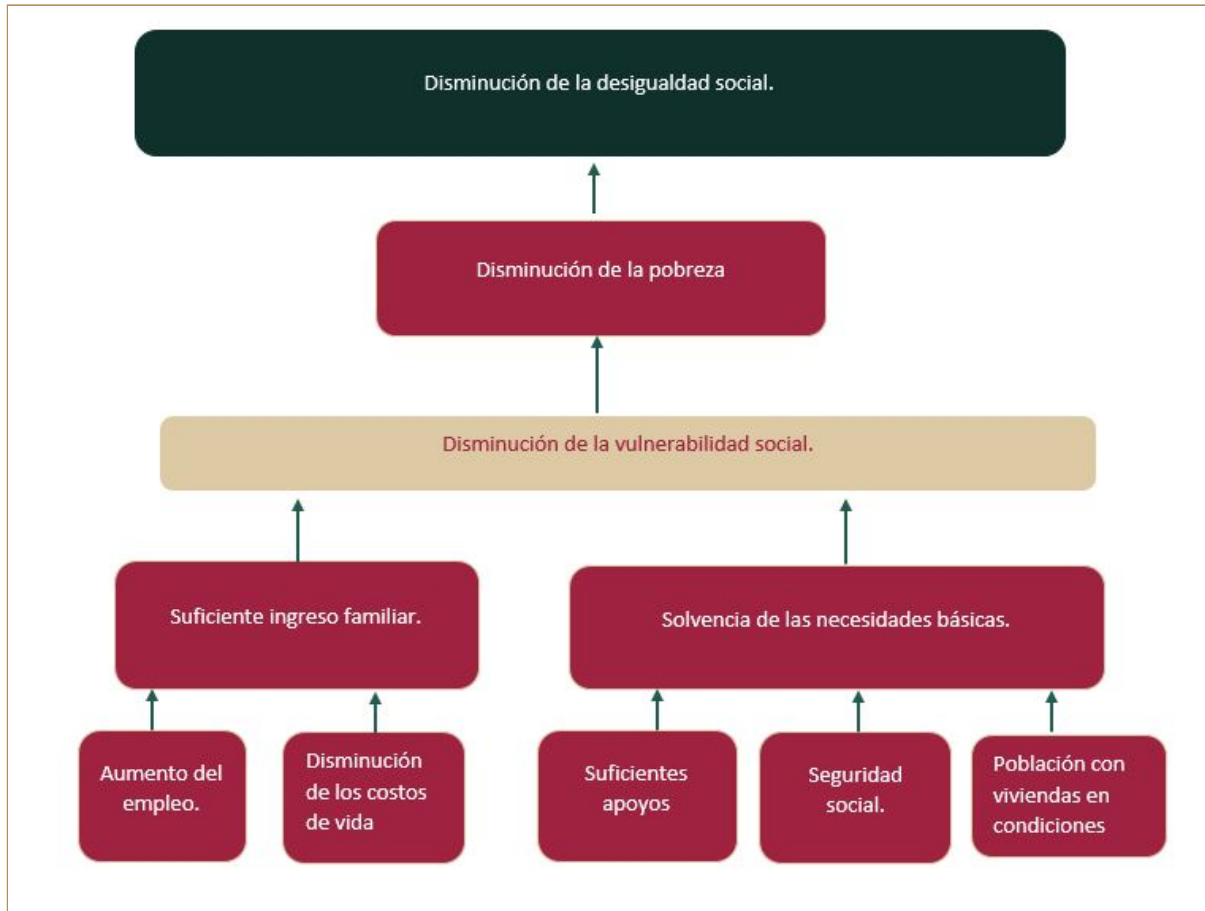 Disminución de la desigualdad social.
Disminución de la pobreza
Disminución de la vulnerabilidad social.
Suficiente ingreso familiar.
Solvencia de las necesidades básicas.
Aumento del
empleo.
Disminución
de los costos
de vida
Suficientes
apoyos
Seguridad
social.
Población con
viviendas en
condiciones